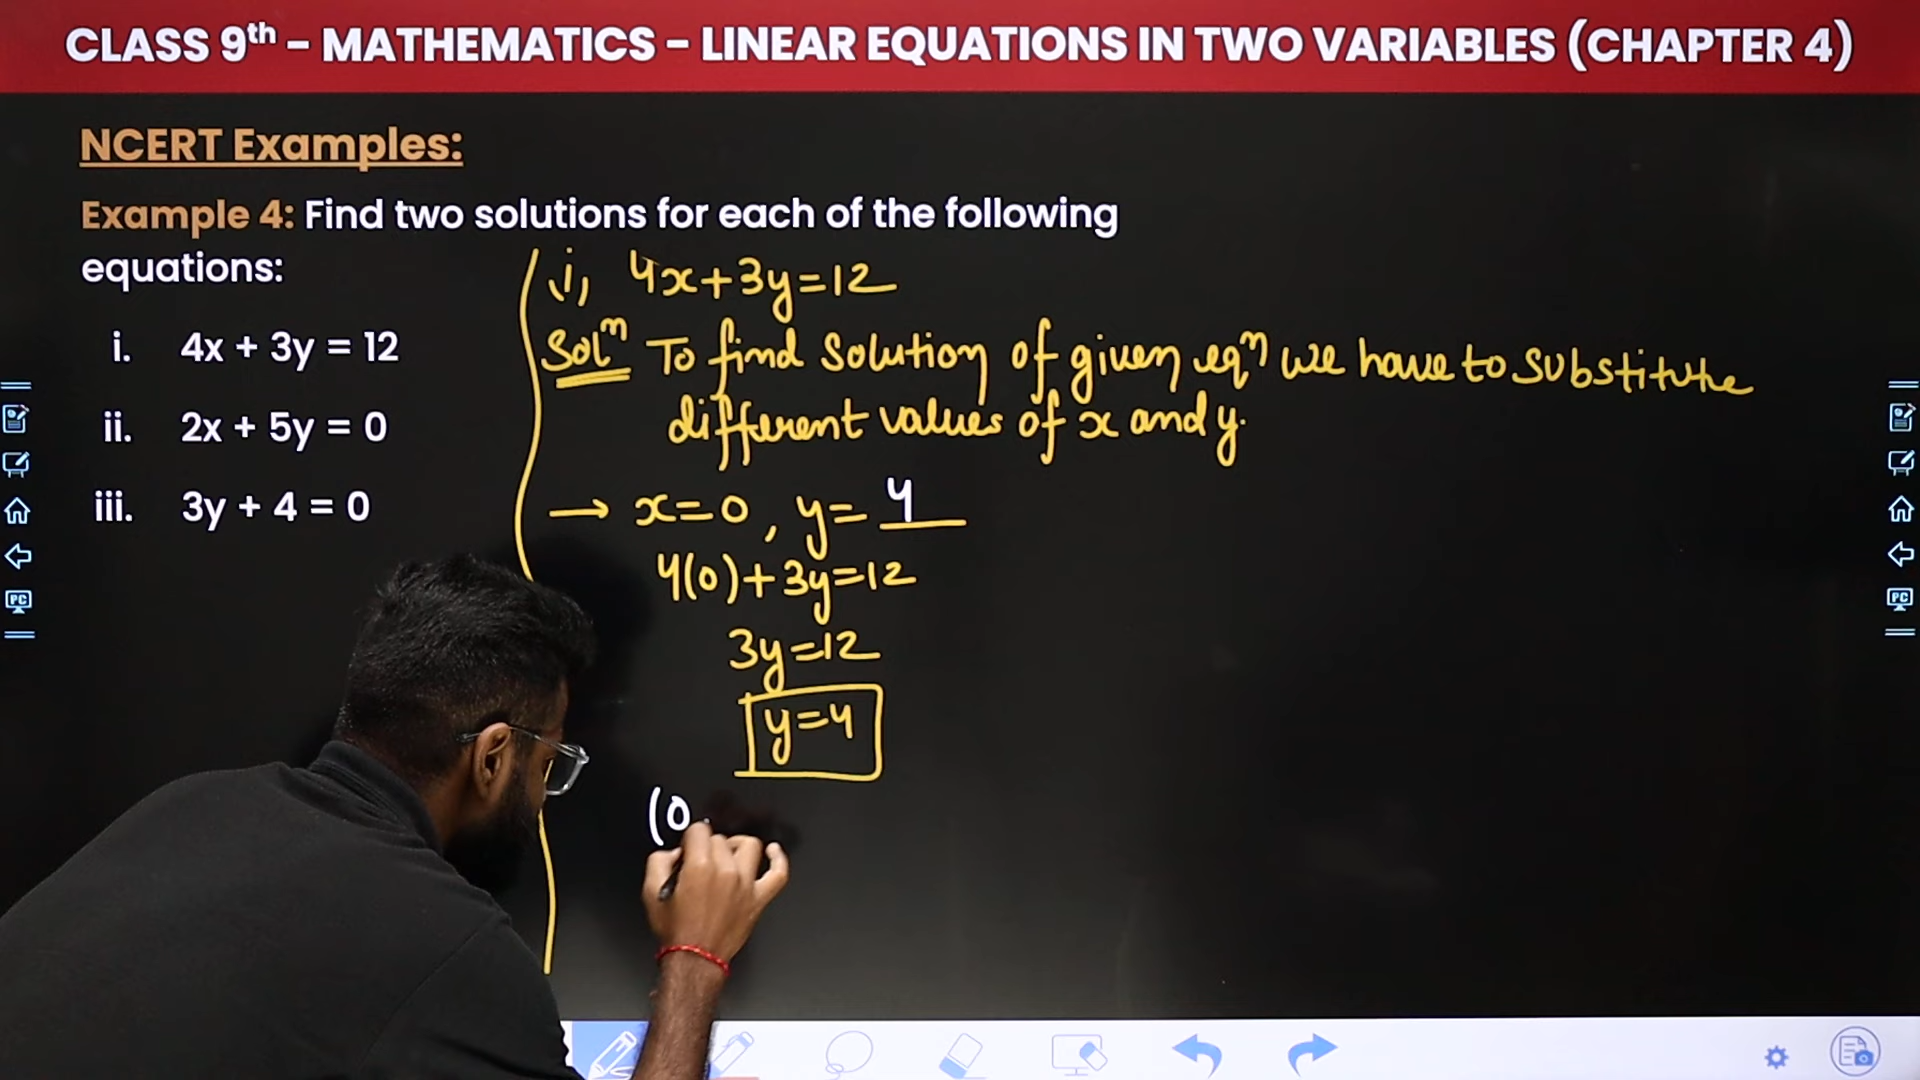 CLASS 9th - MATHEMATICS - LINEAR EQUATIONS IN TWO VARIABLES (CHAPTER 4)
NCERT Examples:
Example 4: Find two solutions for each of the following
equations:
i. 4x + 3y = 12
ii. 2x + 5y = 0
iii. 3y + 4 = 0
(i) 4x+3y=12
Solⁿ To find solution of given eqⁿ we have to substitute
different values of x and y.
→ x=0, y= 4
4(0)+3y=12
3y=12
y=4
(0
PC
PC